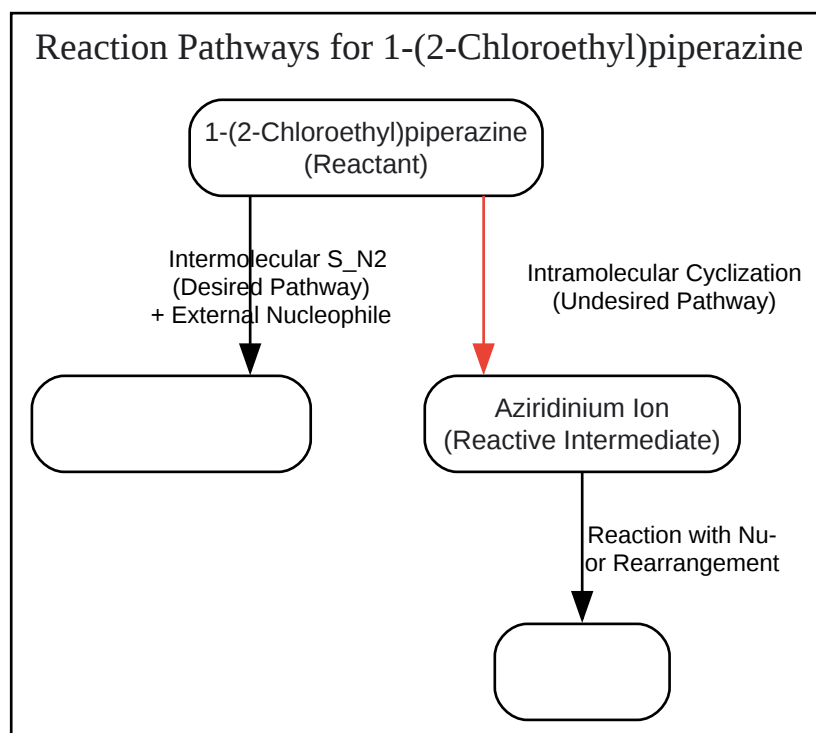 Reaction Pathways for 1-(2-Chloroethyl)piperazine
1-(2-Chloroethyl)piperazine
(Reactant)
Intermolecular S_N2
(Desired Pathway)
+ External Nucleophile
Intramolecular Cyclization
(Undesired Pathway)
Aziridinium Ion
(Reactive Intermediate)
Reaction with Nu-
or Rearrangement